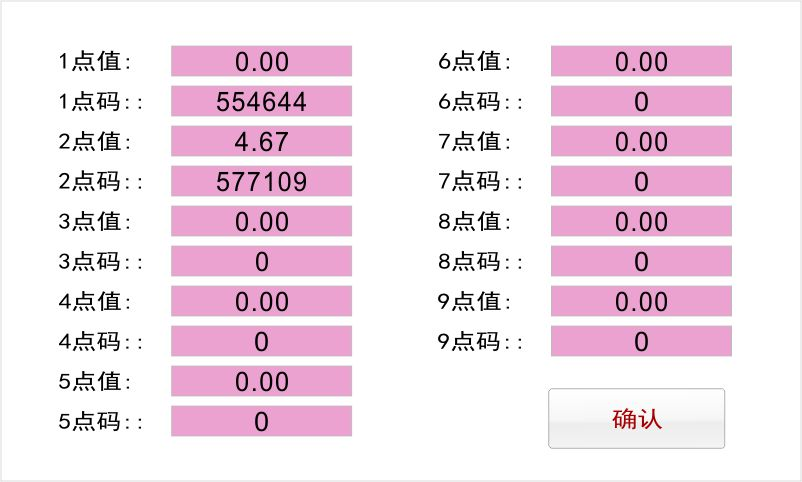 1点值: 0.00
1点码:: 554644
2点值: 4.67
2点码:: 577109
3点值: 0.00
3点码:: 0
4点值: 0.00
4点码:: 0
5点值: 0.00
5点码:: 0
6点值: 0.00
6点码:: 0
7点值: 0.00
7点码:: 0
8点值: 0.00
8点码:: 0
9点值: 0.00
9点码:: 0
确认